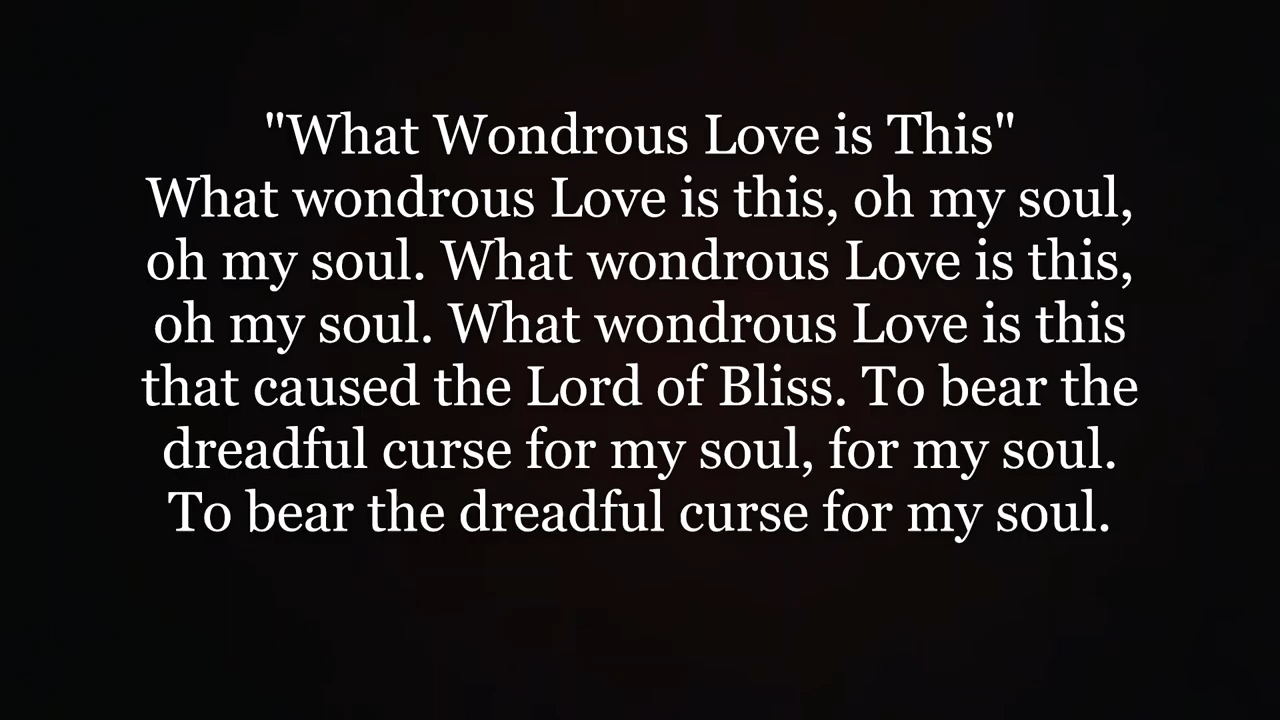 "What Wondrous Love is This"
What wondrous Love is this, oh my soul,
oh my soul. What wondrous Love is this,
oh my soul. What wondrous Love is this
that caused the Lord of Bliss. To bear the
dreadful curse for my soul, for my soul.
To bear the dreadful curse for my soul.